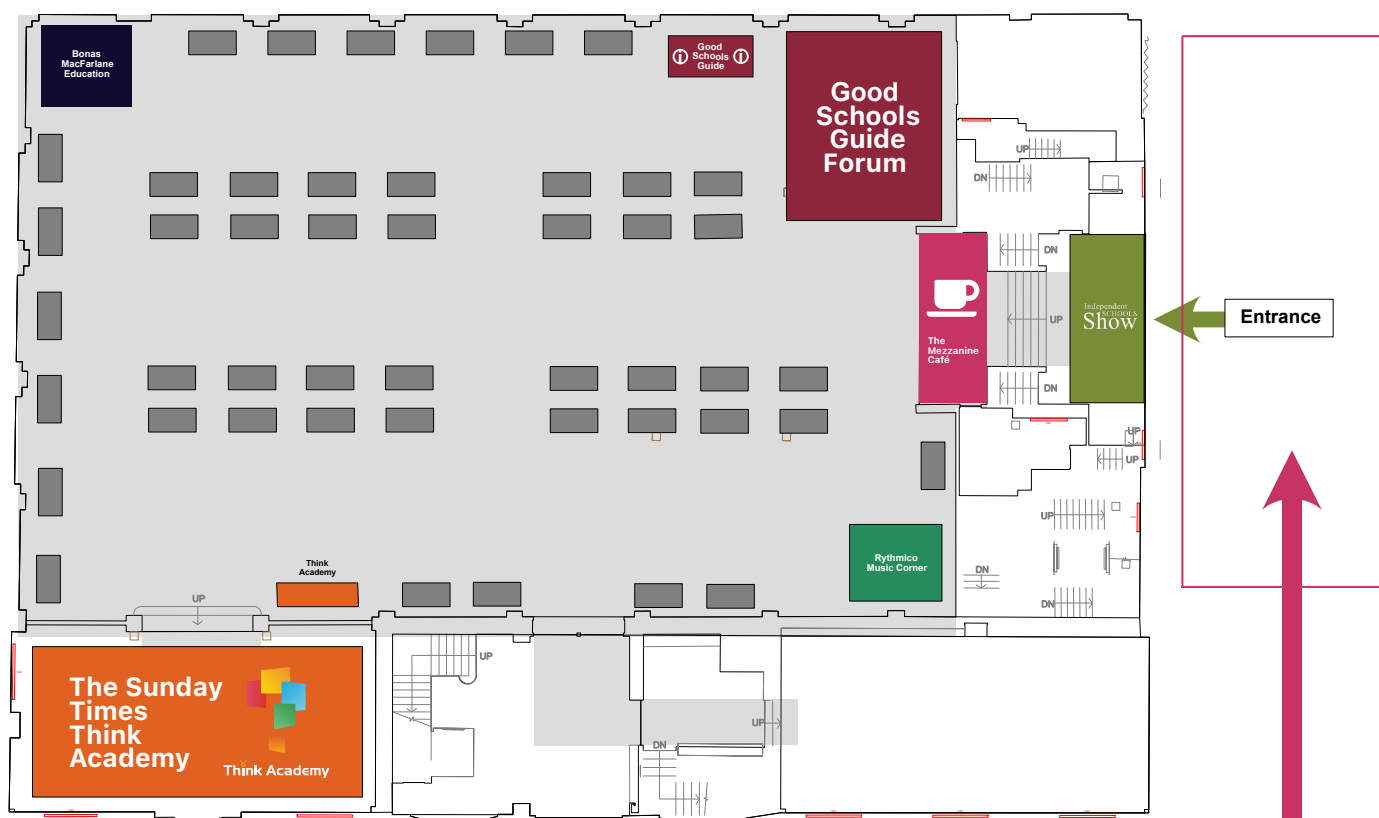 Bonas
MacFarlane
Education
Good
Schools
Guide
Good
Schools
Guide
Forum
UP
DN
DN
The
Mezzanine
Café
UP
Independent
SCHOOLS
Show
Entrance
DN
UP
UP
UP
DN
DN
Rythmico
Music Corner
Think
Academy
UP
The Sunday
Times
Think
Academy
Think Academy
UP
UP
DN